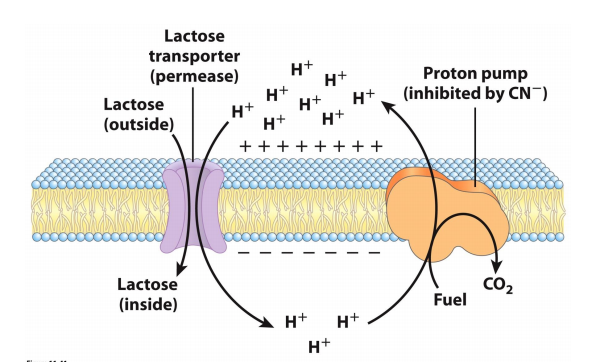 Lactose
transporter
(permease)
Lactose
(outside)
H+
H+
H+
H+
H+
H+
H+
H+
Proton pump
(inhibited by CN−)
+ + + + + + + +
− − − − − −
Lactose
(inside)
H+
H+
H+
Fuel
CO2